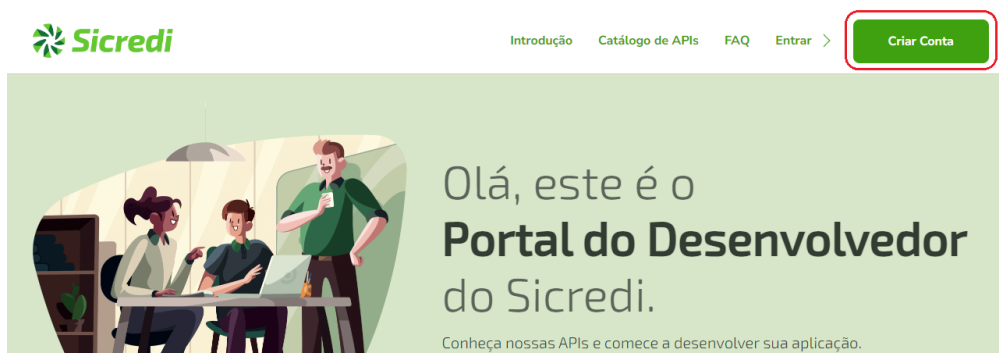 Sicredi
Introdução Catálogo de APIs FAQ Entrar Criar Conta
Olá, este é o
Portal do Desenvolvedor
do Sicredi.
Conheça nossas APIs e comece a desenvolver sua aplicação.